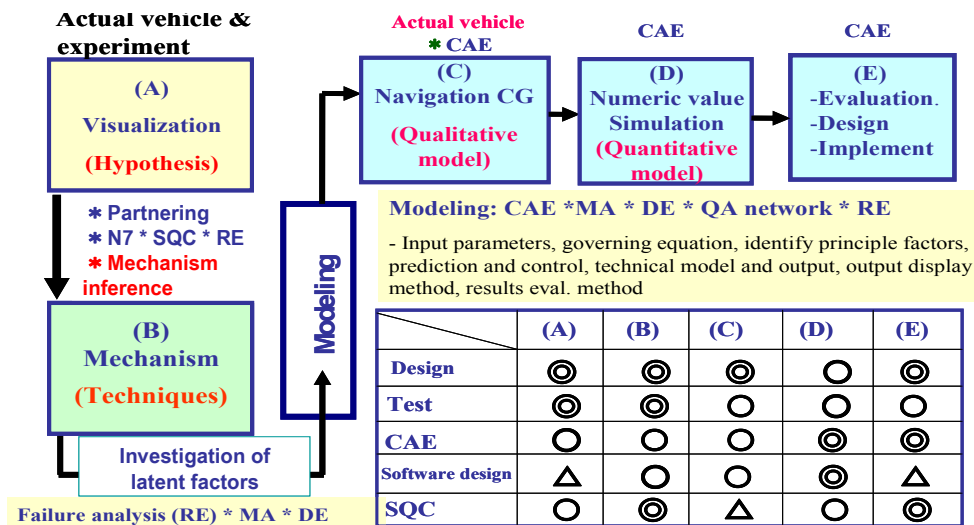 Actual vehicle &
experiment
(A)
Visualization
(Hypothesis)
* Partnering
* N7 * SQC * RE
* Mechanism
inference
(B)
Mechanism
(Techniques)
Investigation of
latent factors
Failure analysis (RE) * MA * DE
Modeling
Actual vehicle
* CAE
(C)
Navigation CG
(Qualitative
model)
CAE
(D)
Numeric value
Simulation
(Quantitative
model)
CAE
(E)
-Evaluation.
-Design
-Implement
Modeling: CAE *MA * DE * QA network * RE
- Input parameters, governing equation, identify principle factors,
prediction and control, technical model and output, output display
method, results eval. method
(A) (B) (C) (D) (E)
Design ◎ ◎ ◎ ○ ◎
Test ◎ ◎ ○ ○ ○
CAE ○ ○ ○ ◎ ◎
Software design △ ○ ○ ◎ △
SQC ○ ◎ △ ○ ◎